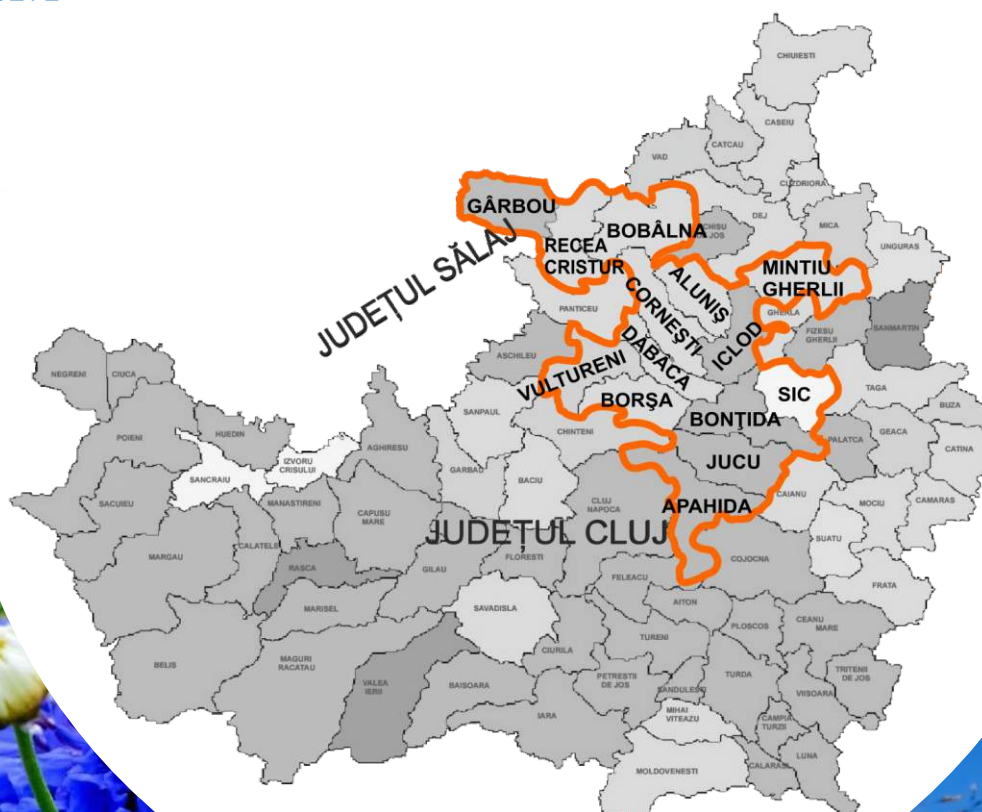 CHIUIESTI
CASEIU
CATCAU
VAD
CUZDRIORA
GÂRBOU
DEJ
BOBÂLNA
MICA
UNGURAS
RECEA
CRISTUR
MINTIU
GHERLII
ALUNIȘ
JUDEȚUL SĂLAJ
CORNEȘTI
PANTICEU
GHERLA
FIZESU
GHERLII
SANMARTIN
ICLOD
DABACA
ASCHILEU
VULTURENI
NEGRENI
CIUCA
BORȘA
SIC
TAGA
BUZA
SANPAUL
BONȚIDA
CHINTENI
POIENI
HUEDIN
AGHIRESU
PALATCA
GEACA
CATINA
IZVORU
CRISULUI
JUCU
GARBAD
BACIU
SANCRAIU
CAIANU
SACUIEU
MANASTIRENI
CAPUSU
MARE
CLUJ
NAPOCA
APAHIDA
MOCIU
CAMARAS
JUDEȚUL CLUJ
SUATU
CALATELE
MARGAU
RASCA
GILAU
FLORESTI
COJOCNA
FELEACU
FRATA
MARISEL
SAVADISLA
AITON
PLOSCOS
CEANU
MARE
TURENI
CIURILA
BELIS
MAGURI
RACATAU
VALEA
IERII
BAISOARA
PETRESTII
DE JOS
TURDA
TRITENII
DE JOS
SANDULESTI
VIISOARA
MIHAI
VITEAZU
IARA
CAMPIA
TURZII
LUNA
CALARASI
MOLDOVENESTI